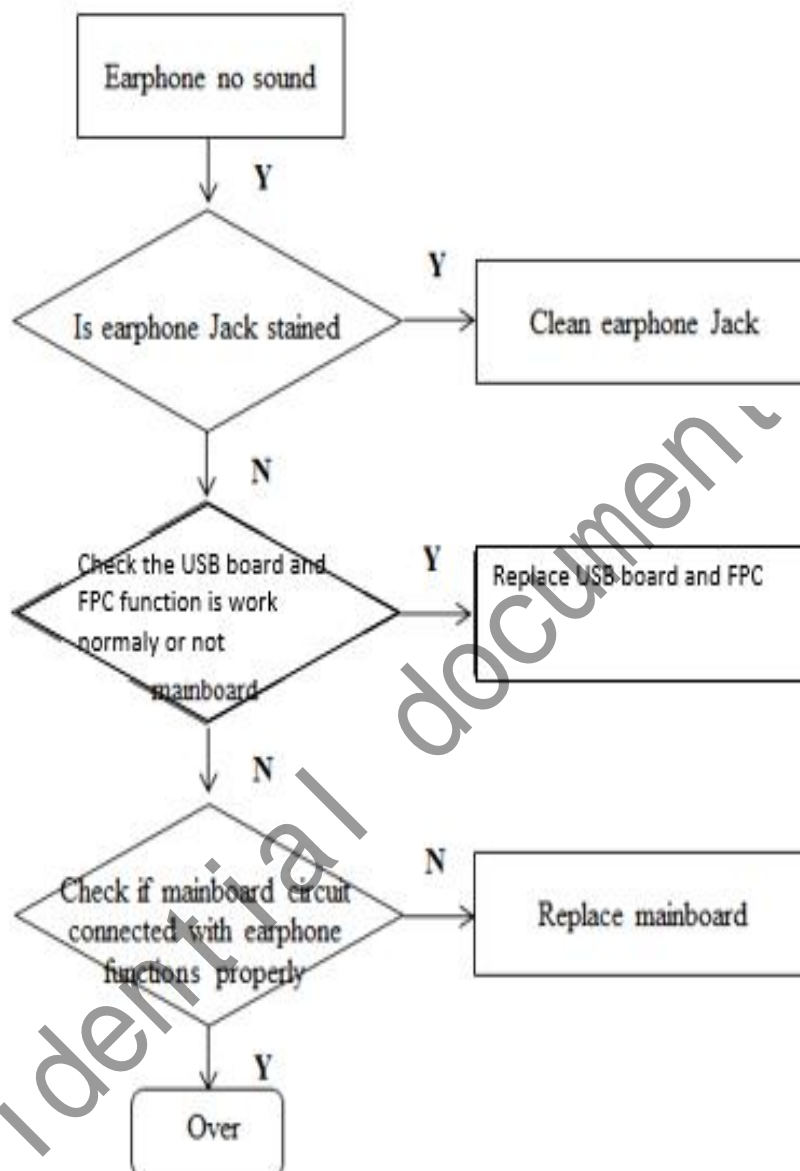 Earphone no sound
Y
Is earphone Jack stained
Y
Clean earphone Jack
N
Check the USB board and
FPC function is work
normaly or not
mainboard
Y
Replace USB board and FPC
N
Check if mainboard circuit
connected with earphone
functions properly
N
Replace mainboard
Y
Over
idential document